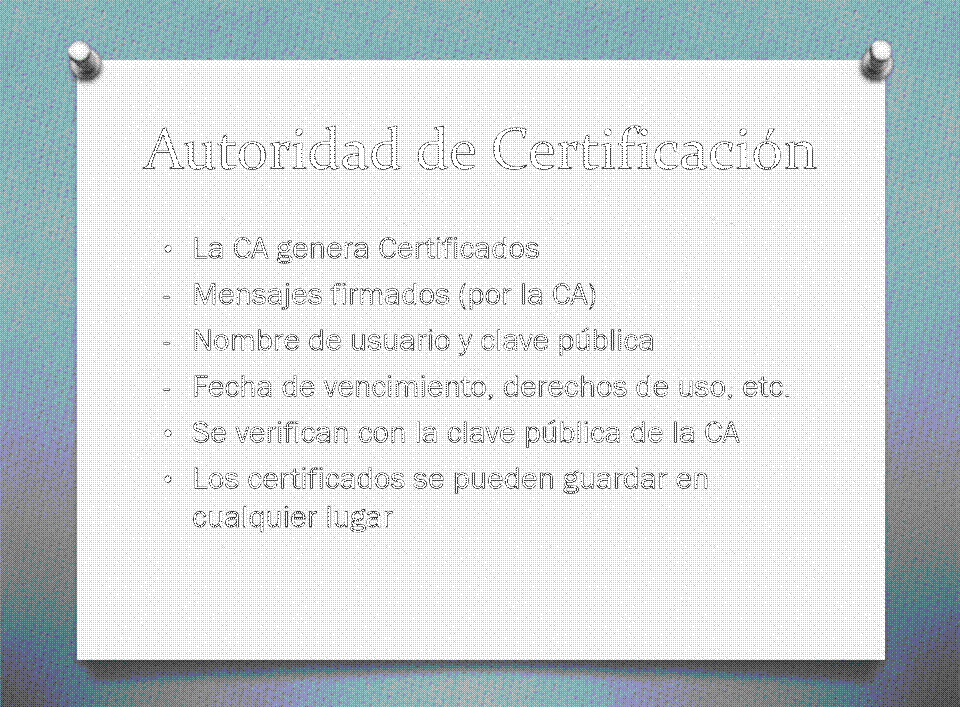 Autoridad de Certificación
• La CA genera Certificados
- Mensajes firmados (por la CA)
- Nombre de usuario y clave pública
- Fecha de vencimiento, derechos de uso, etc.
• Se verifican con la clave pública de la CA
• Los certificados se pueden guardar en
cualquier lugar